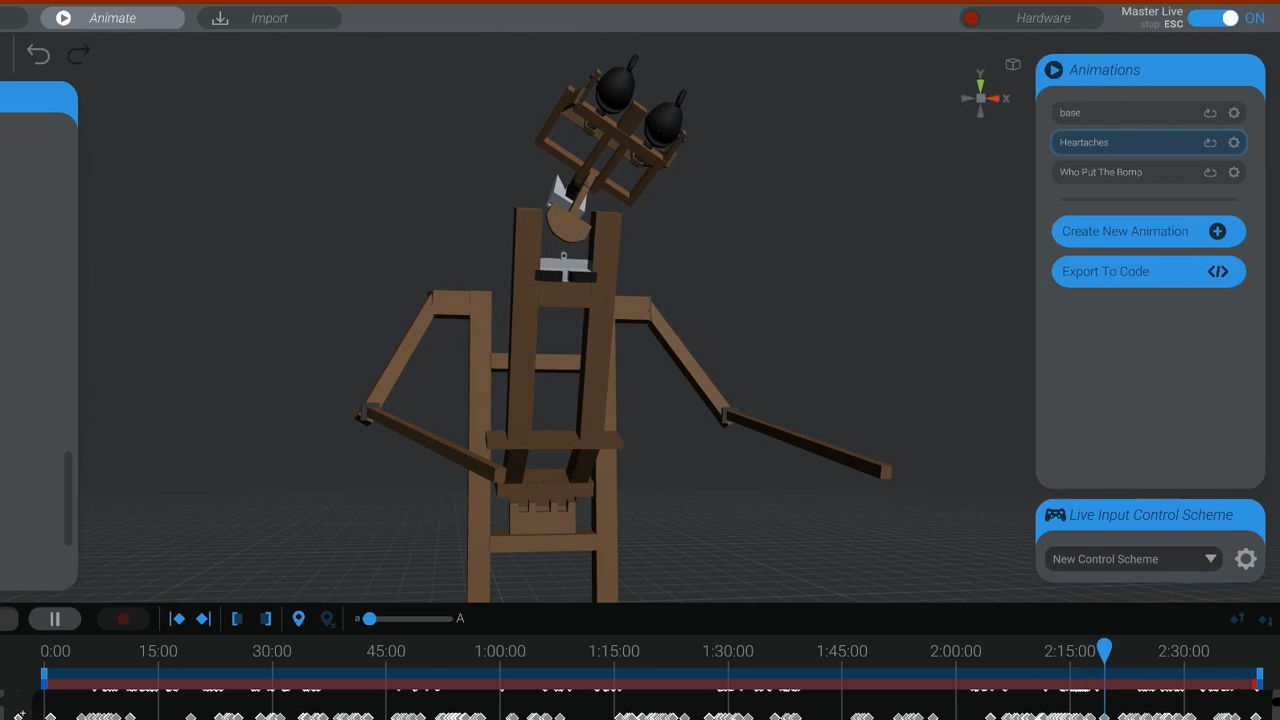 Animate
Import
Hardware
Master Live
stop: ESC
ON
Y
X
Animations
base
Heartaches
Who Put The Bomp
Create New Animation
Export To Code
Live Input Control Scheme
New Control Scheme
a
A
0:00
15:00
30:00
45:00
1:00:00
1:15:00
1:30:00
1:45:00
2:00:00
2:15:00
2:30:00